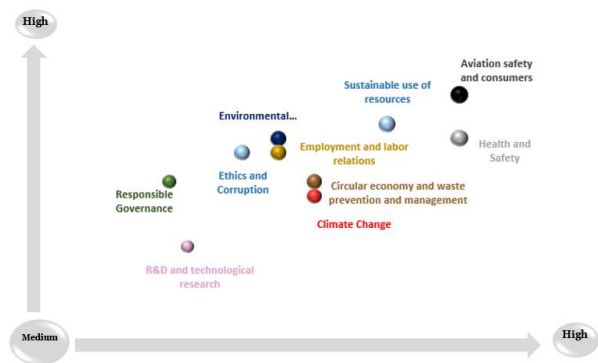 High
Aviation safety
and consumers
Sustainable use of
resources
Environmental...
Employment and labor
relations
Health and
Safety
Ethics and
Corruption
Responsible
Governance
Circular economy and waste
prevention and management
Climate Change
R&D and technological
research
Medium
High